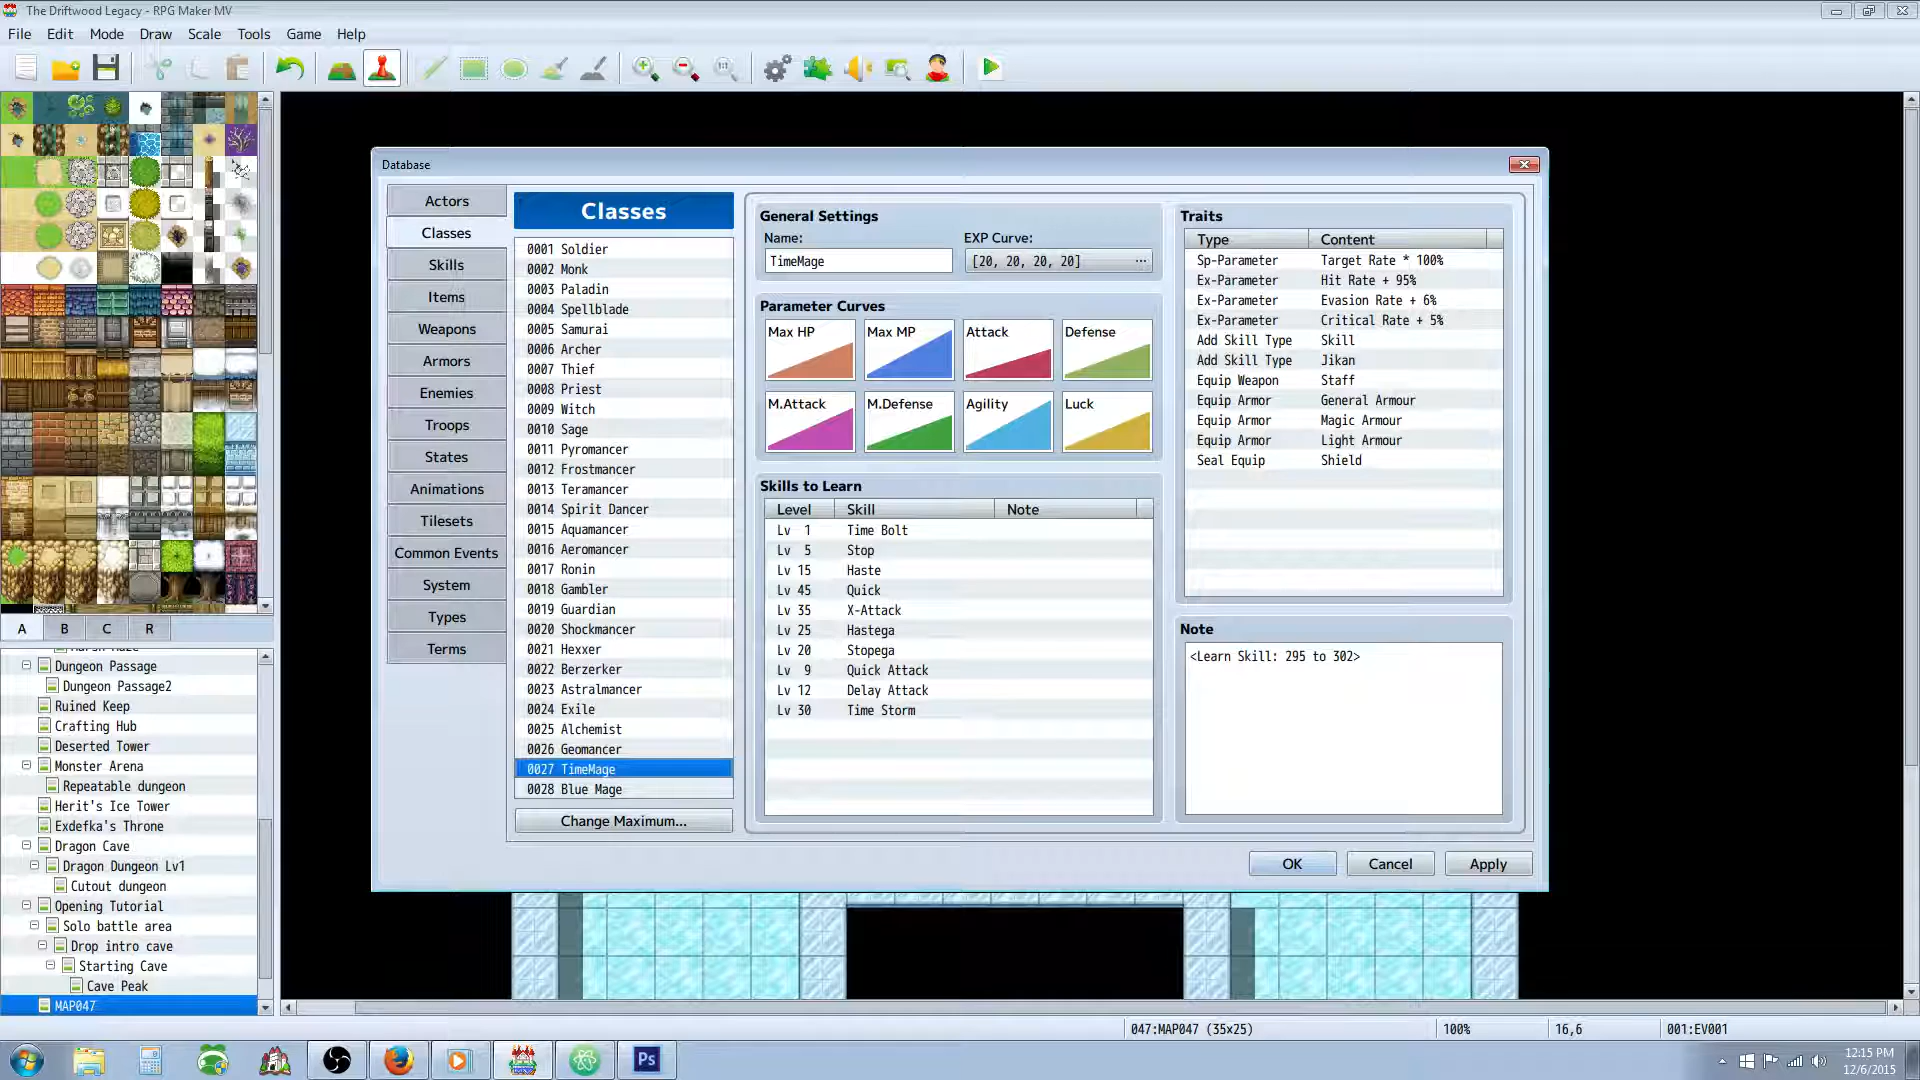 The Driftwood Legacy - RPG Maker MV
File Edit Mode Draw Scale Tools Game Help
Database
Actors
Classes
Skills
Items
Weapons
Armors
Enemies
Troops
States
Animations
Tilesets
Common Events
System
Types
Terms
Classes
0001 Soldier
0002 Monk
0003 Paladin
0004 Spellblade
0005 Samurai
0006 Archer
0007 Thief
0008 Priest
0009 Witch
0010 Sage
0011 Pyromancer
0012 Frostmancer
0013 Teramancer
0014 Spirit Dancer
0015 Aquamancer
0016 Aeromancer
0017 Ronin
0018 Gambler
0019 Guardian
0020 Shockmancer
0021 Hexxer
0022 Berzerker
0023 Astralmancer
0024 Exile
0025 Alchemist
0026 Geomancer
0027 TimeMage
0028 Blue Mage
Change Maximum...
General Settings
Name: EXP Curve:
TimeMage [20, 20, 20, 20] ...
Parameter Curves
Max HP Max MP Attack Defense
M.Attack M.Defense Agility Luck
Skills to Learn
Level Skill Note
Lv 1 Time Bolt
Lv 5 Stop
Lv 15 Haste
Lv 45 Quick
Lv 35 X-Attack
Lv 25 Hastega
Lv 20 Stopega
Lv 9 Quick Attack
Lv 12 Delay Attack
Lv 30 Time Storm
Traits
Type Content
Sp-Parameter Target Rate * 100%
Ex-Parameter Hit Rate + 95%
Ex-Parameter Evasion Rate + 6%
Ex-Parameter Critical Rate + 5%
Add Skill Type Skill
Add Skill Type Jikan
Equip Weapon Staff
Equip Armor General Armour
Equip Armor Magic Armour
Equip Armor Light Armour
Seal Equip Shield
Note
<Learn Skill: 295 to 302>
OK Cancel Apply
A B C R
Dungeon Passage
Dungeon Passage2
Ruined Keep
Crafting Hub
Deserted Tower
Monster Arena
Repeatable dungeon
Herit's Ice Tower
Exdefka's Throne
Dragon Cave
Dragon Dungeon Lv1
Cutout dungeon
Opening Tutorial
Solo battle area
Drop intro cave
Starting Cave
Cave Peak
MAP047
047:MAP047 (35x25) 100% 16,6 001:EV001
Ps
12:15 PM
12/6/2015